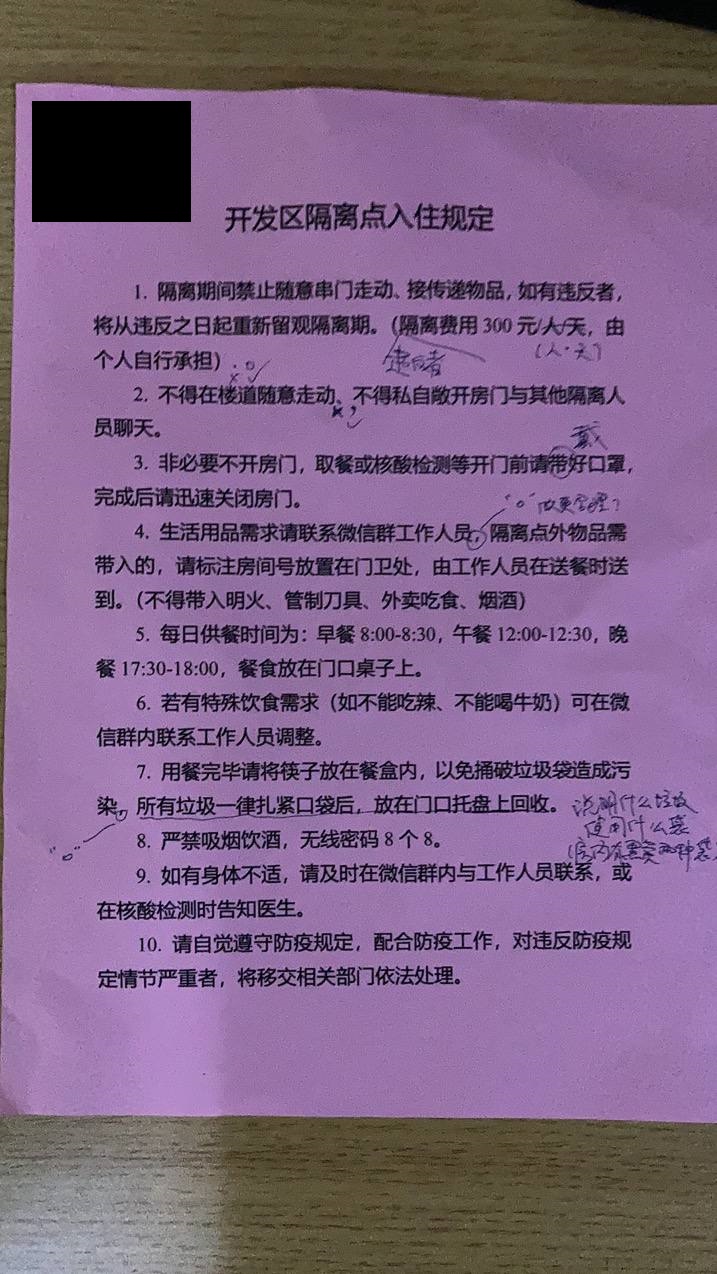 开发区隔离点入住规定
1. 隔离期间禁止随意串门走动、接传递物品，如有违反者，
将从违反之日起重新留观隔离期。（隔离费用 300 元/人/天，由
(人·天)
个人自行承担）
2. 不得在楼道随意走动、不得私自敞开房门与其他隔离人
员聊天。
戴
3. 非必要不开房门，取餐或核酸检测等开门前请带好口罩，
完成后请迅速关闭房门。
"。"做更合理？
4. 生活用品需求请联系微信群工作人员，隔离点外物品需
带入的，请标注房间号放置在门卫处，由工作人员在送餐时送
到。（不得带入明火、管制刀具、外卖吃食、烟酒）
5. 每日供餐时间为：早餐 8:00-8:30，午餐 12:00-12:30，晚
餐 17:30-18:00，餐食放在门口桌子上。
6. 若有特殊饮食需求（如不能吃辣、不能喝牛奶）可在微
信群内联系工作人员调整。
7. 用餐完毕请将筷子放在餐盒内，以免捅破垃圾袋造成污
染，所有垃圾一律扎紧口袋后，放在门口托盘上回收。
"。"
说明什么垃圾
使用什么袋
(房内有黑黄两种袋)
8. 严禁吸烟饮酒，无线密码 8 个 8。
9. 如有身体不适，请及时在微信群内与工作人员联系，或
在核酸检测时告知医生。
10. 请自觉遵守防疫规定，配合防疫工作，对违反防疫规
定情节严重者，将移交相关部门依法处理。